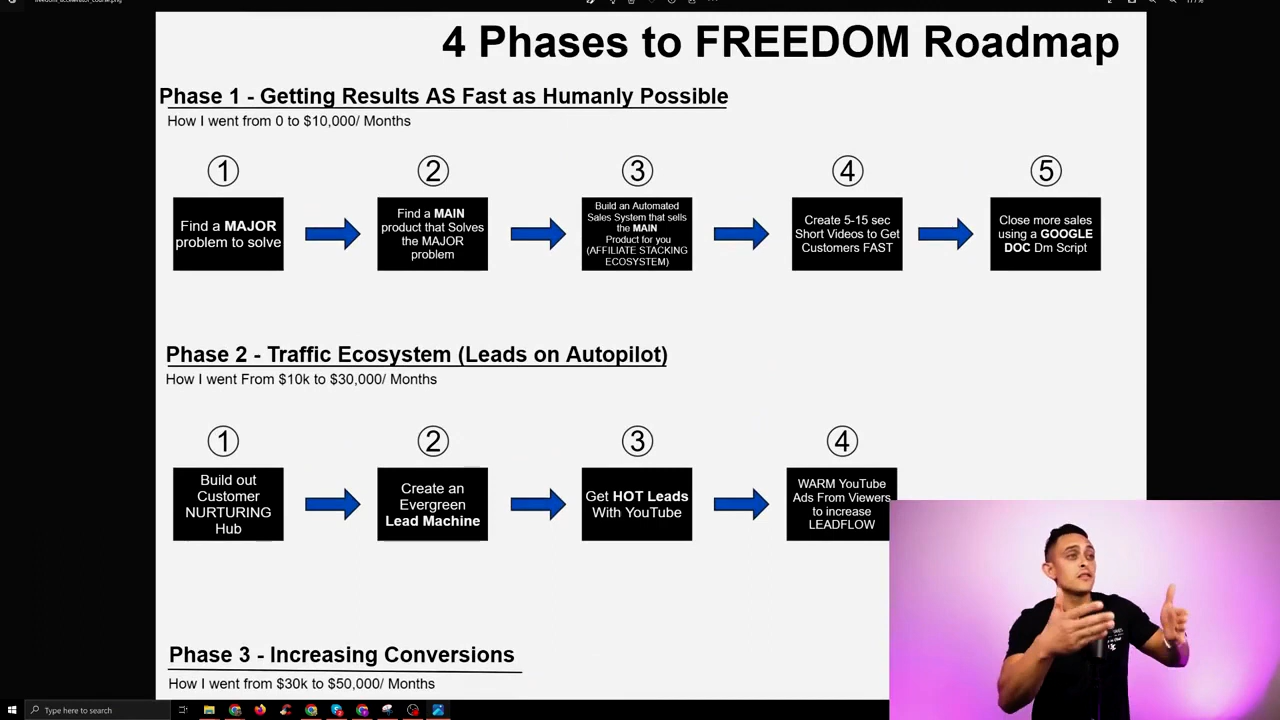 freedom_accelerator_course.png
4 Phases to FREEDOM Roadmap
Phase 1 - Getting Results AS Fast as Humanly Possible
How I went from 0 to $10,000/ Months
1
2
3
4
5
Find a MAJOR
problem to solve
Find a MAIN
product that Solves
the MAJOR
problem
Build an Automated
Sales System that sells
the MAIN
Product for you
(AFFILIATE STACKING
ECOSYSTEM)
Create 5-15 sec
Short Videos to Get
Customers FAST
Close more sales
using a GOOGLE
DOC Dm Script
Phase 2 - Traffic Ecosystem (Leads on Autopilot)
How I went From $10k to $30,000/ Months
1
2
3
4
Build out
Customer
NURTURING
Hub
Create an
Evergreen
Lead Machine
Get HOT Leads
With YouTube
WARM YouTube
Ads From Viewers
to increase
LEADFLOW
Phase 3 - Increasing Conversions
How I went from $30k to $50,000/ Months
Type here to search